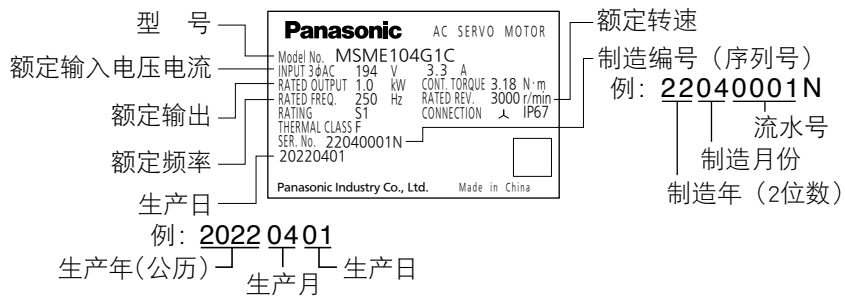 型 号
额定输入电压电流
额定输出
额定频率
生产日
Panasonic AC SERVO MOTOR
Model No. MSME104G1C
INPUT 3ϕAC 194 V 3.3 A
RATED OUTPUT 1.0 kW CONT. TORQUE 3.18 N·m
RATED FREQ. 250 Hz RATED REV. 3000 r/min
RATING S1 CONNECTION 人 IP67
THERMAL CLASS F
SER. No. 22040001N
20220401
Panasonic Industry Co., Ltd. Made in China
额定转速
制造编号（序列号）
例: 22040001N
流水号
制造月份
制造年（2位数）
例: 2022 04 01
生产年(公历)
生产月
生产日